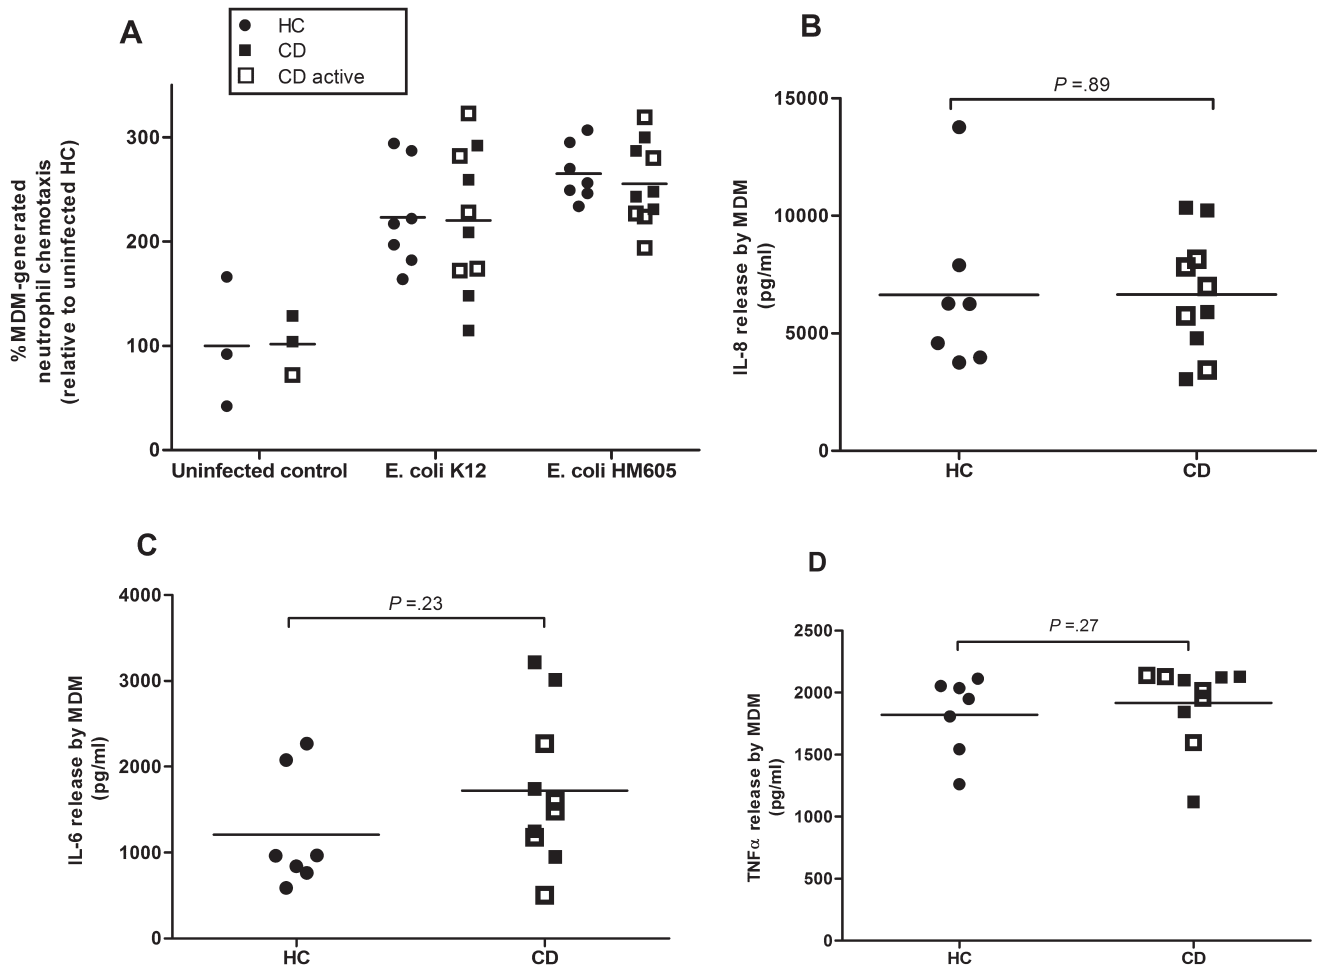 A
HC
CD
CD active
%MDM-generated
neutrophil chemotaxis
(relative to uninfected HC)
300
200
100
0
Uninfected control
E. coli K12
E. coli HM605
B
P =.89
IL-8 release by MDM
(pg/ml)
15000
10000
5000
0
HC
CD
C
P =.23
IL-6 release by MDM
(pg/ml)
4000
3000
2000
1000
0
HC
CD
D
P =.27
TNFα release by MDM
(pg/ml)
2500
2000
1500
1000
500
0
HC
CD